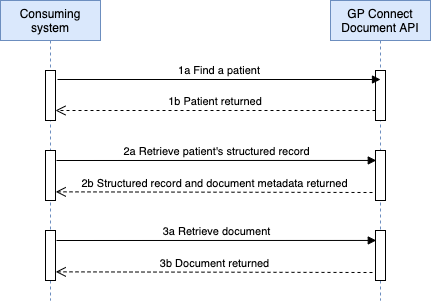 Consuming
system
GP Connect
Document API
1a Find a patient
1b Patient returned
2a Retrieve patient's structured record
2b Structured record and document metadata returned
3a Retrieve document
3b Document returned